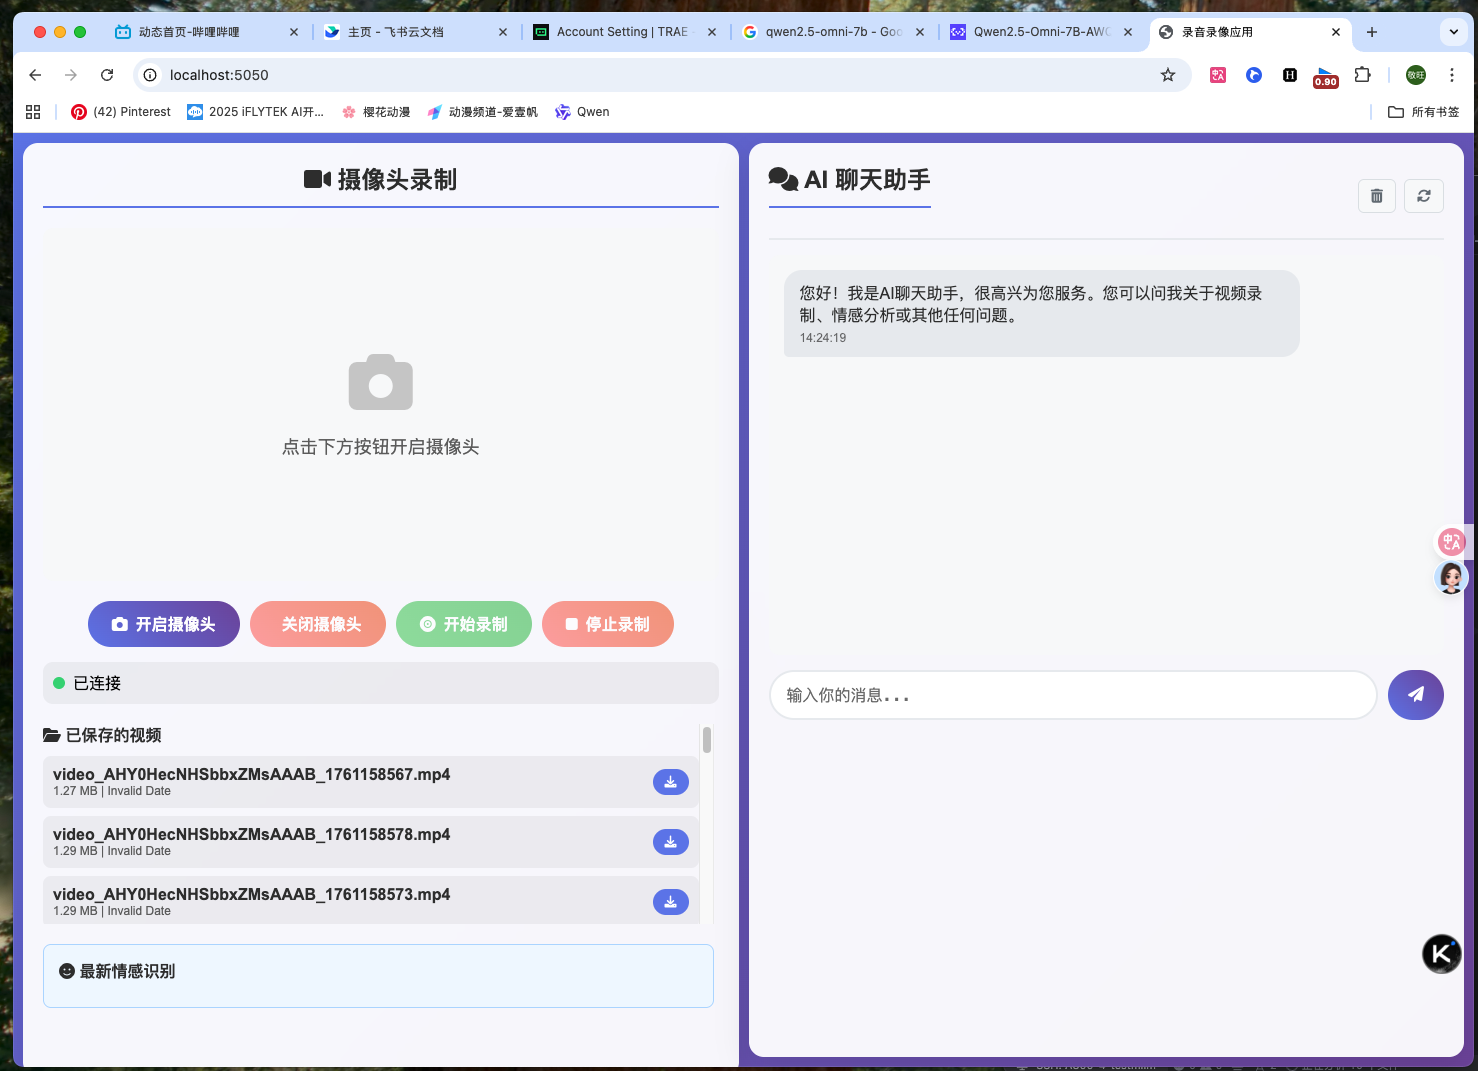 动态首页-哔哩哔哩
主页 - 飞书云文档
Account Setting | TRAE
qwen2.5-omni-7b - Goo
Qwen2.5-Omni-7B-AWQ
录音录像应用
localhost:5050
0.90
敬旺
(42) Pinterest
2025 iFLYTEK AI开...
樱花动漫
动漫频道-爱壹帆
Qwen
所有书签
摄像头录制
点击下方按钮开启摄像头
开启摄像头
关闭摄像头
开始录制
停止录制
已连接
已保存的视频
video_AHY0HecNHSbbxZMsAAAB_1761158567.mp4
1.27 MB | Invalid Date
video_AHY0HecNHSbbxZMsAAAB_1761158578.mp4
1.29 MB | Invalid Date
video_AHY0HecNHSbbxZMsAAAB_1761158573.mp4
1.29 MB | Invalid Date
最新情感识别
AI 聊天助手
您好！我是AI聊天助手，很高兴为您服务。您可以问我关于视频录
制、情感分析或其他任何问题。
14:24:19
输入你的消息...